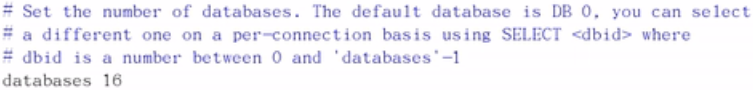 # Set the number of databases. The default database is DB 0, you can select
# a different one on a per-connection basis using SELECT <dbid> where
# dbid is a number between 0 and 'databases'-1
databases 16